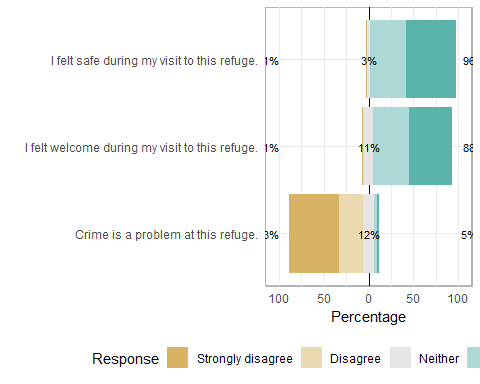 I felt safe during my visit to this refuge. 1% 3% 96
I felt welcome during my visit to this refuge. 1% 11% 88
Crime is a problem at this refuge. 3% 12% 5%
100 50 0 50 100
Percentage
Response Strongly disagree Disagree Neither